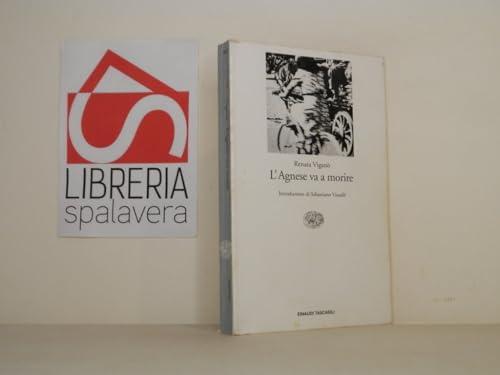 LIBRERIA
spalavera
Renata Viganò
L'Agnese va a morire
Introduzione di Sebastiano Vassalli
EINAUDI TASCABILI